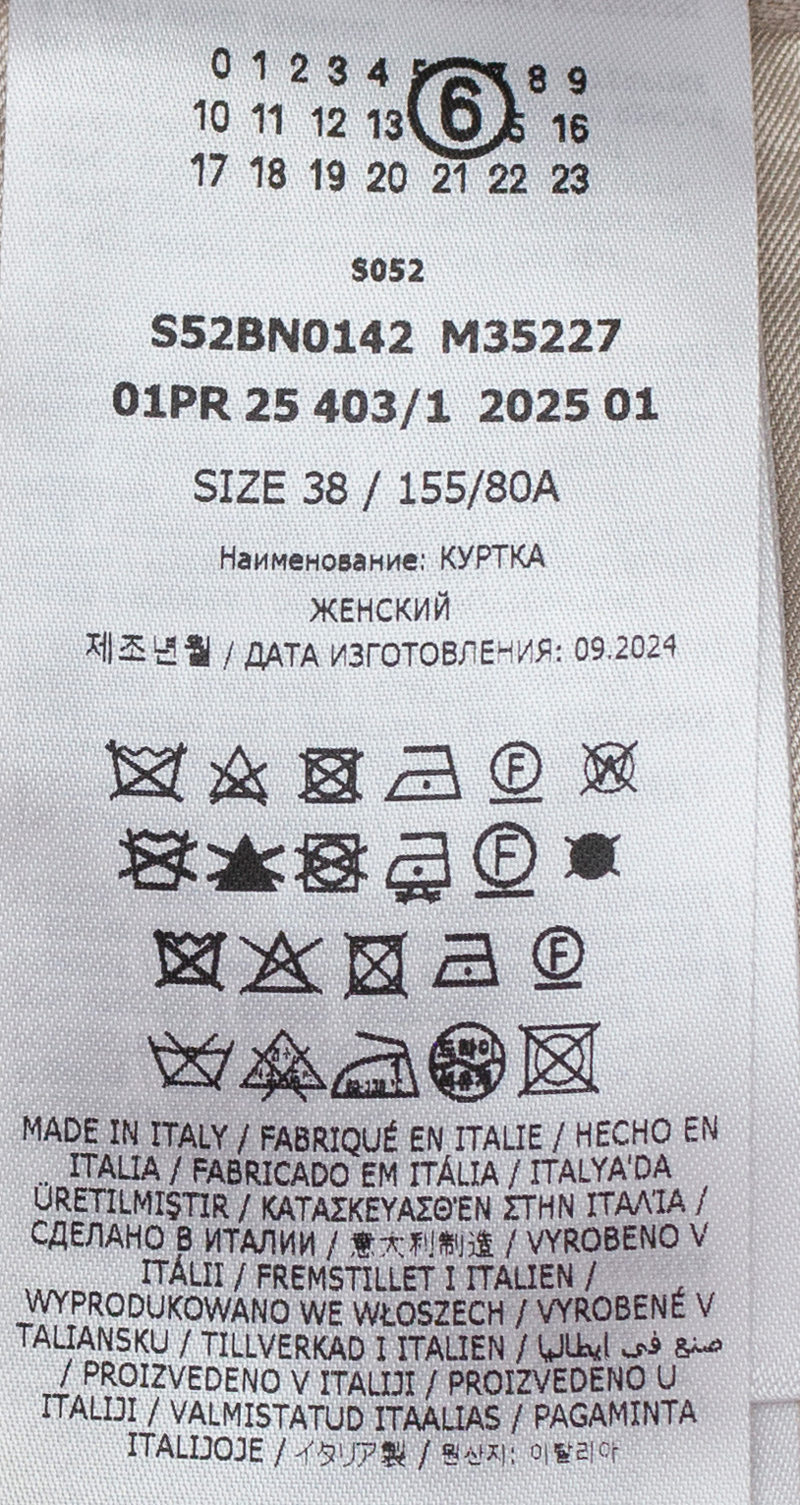 0 1 2 3 4 5 6 7 8 9
10 11 12 13 16
17 18 19 20 21 22 23
S052
S52BN0142 M35227
01PR 25 403/1 2025 01
SIZE 38 / 155/80A
Наименование: КУРТКА
ЖЕНСКИЙ
제조년월 / ДАТА ИЗГОТОВЛЕНИЯ: 09.2024
F W
F
F
MADE IN ITALY / FABRIQUÉ EN ITALIE / HECHO EN
ITALIA / FABRICADO EM ITÁLIA / ITALYA'DA
ÜRETILMIŞTIR / ΚΑΤΑΣΚΕΥΑΣΘΈΝ ΣΤΗΝ ΙΤΑΛΊΑ /
СДЕЛАНО В ИТАЛИИ / 意大利制造 / VYROBENO V
ITÁLII / FREMSTILLET I ITALIEN /
WYPRODUKOWANO WE WŁOSZECH / VYROBENÉ V
TALIANSKU / TILLVERKAD I ITALIEN / صنع في ايطاليا
/ PROIZVEDENO V ITALIJI / PROIZVEDENO U
ITALIJI / VALMISTATUD ITAALIAS / PAGAMINTA
ITALIJOJE / イタリア製 / 원산지: 이탈리아